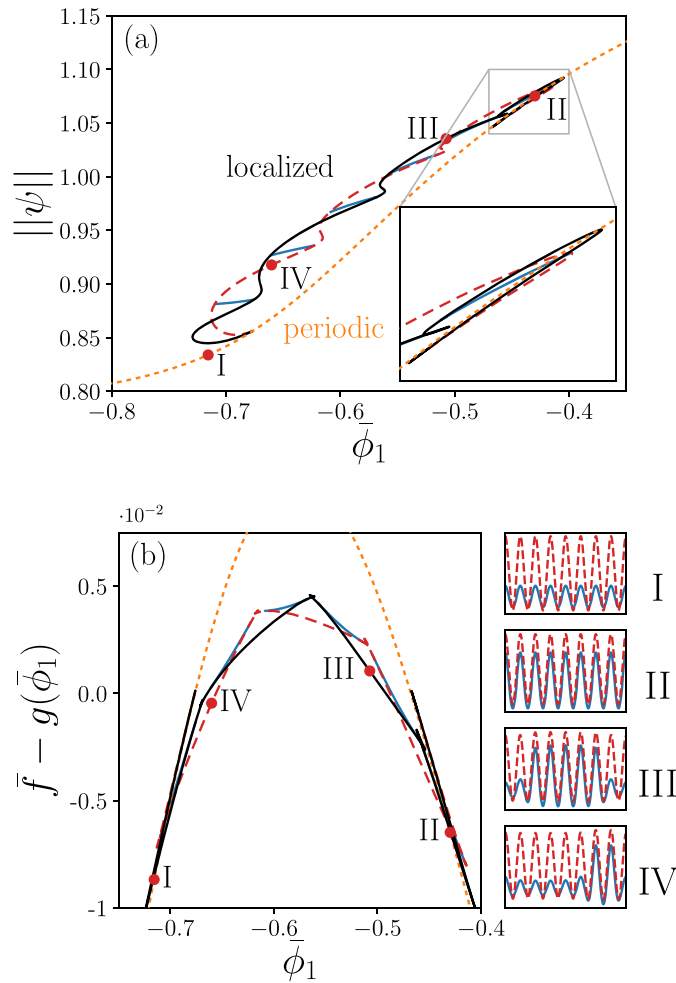 (a)
1.15
1.10
1.05
1.00
0.95
0.90
0.85
0.80
||ψ||
localized
periodic
I
II
III
IV
−0.8
−0.7
−0.6
−0.5
−0.4
ϕ̄₁
·10⁻²
(b)
0.5
0.0
-0.5
-1
f̄ − g(ϕ̄₁)
IV
III
II
I
−0.7
−0.6
−0.5
−0.4
ϕ̄₁
I
II
III
IV